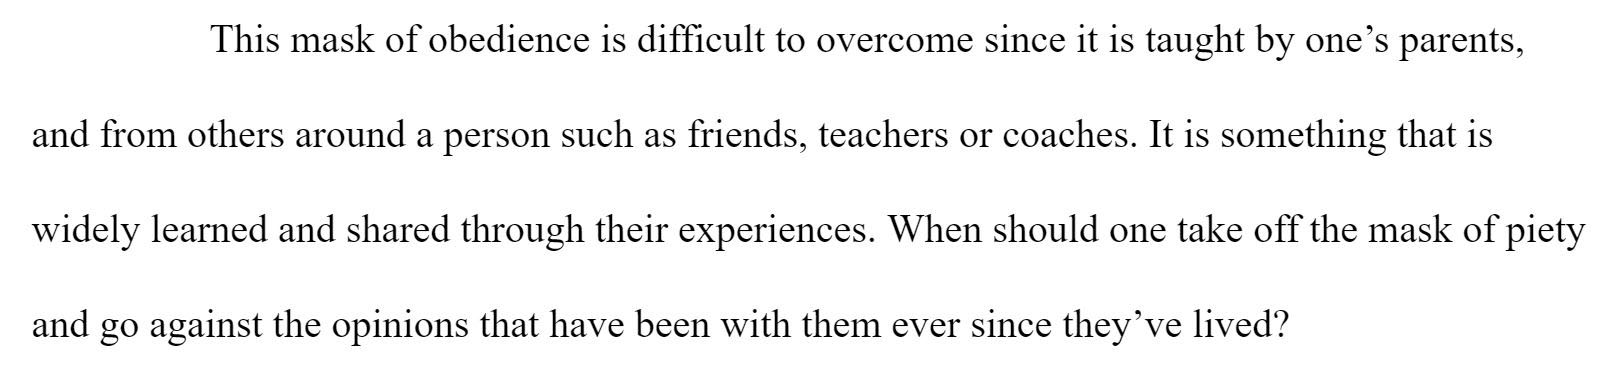 This mask of obedience is difficult to overcome since it is taught by one’s parents,
and from others around a person such as friends, teachers or coaches. It is something that is
widely learned and shared through their experiences. When should one take off the mask of piety
and go against the opinions that have been with them ever since they’ve lived?